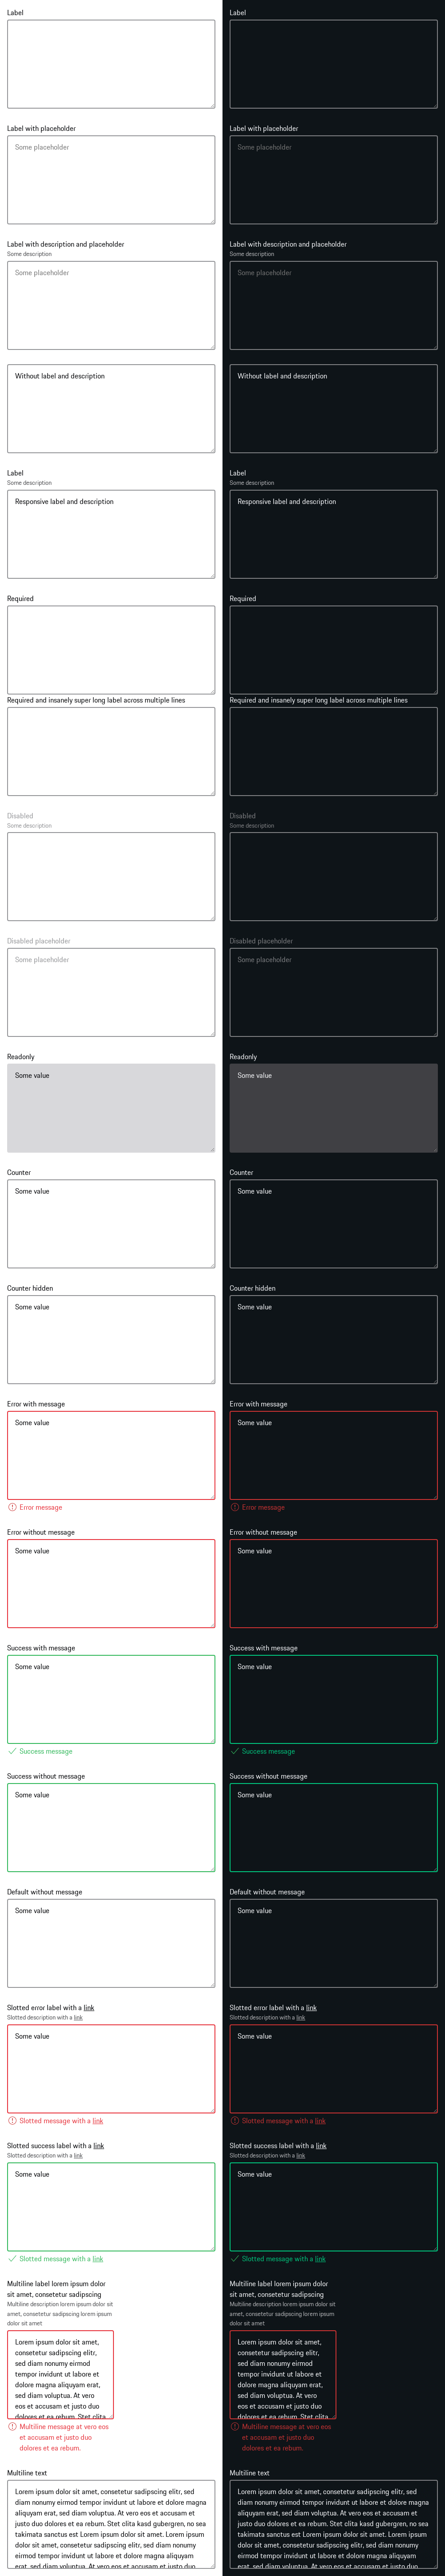 Label
Label with placeholder
Some placeholder
Label with description and placeholder
Some description
Some placeholder
Without label and description
Label
Some description
Responsive label and description
Required
Required and insanely super long label across multiple lines
Disabled
Some description
Disabled placeholder
Some placeholder
Readonly
Some value
Counter
Some value
Counter hidden
Some value
Error with message
Some value
Error message
Error without message
Some value
Success with message
Some value
Success message
Success without message
Some value
Default without message
Some value
Slotted error label with a link
Slotted description with a link
Some value
Slotted message with a link
Slotted success label with a link
Slotted description with a link
Some value
Slotted message with a link
Multiline label lorem ipsum dolor
sit amet, consetetur sadipscing
Multiline description lorem ipsum dolor sit
amet, consetetur sadipscing lorem ipsum
dolor sit amet
Lorem ipsum dolor sit amet,
consetetur sadipscing elitr,
sed diam nonumy eirmod
tempor invidunt ut labore et
dolore magna aliquyam erat,
sed diam voluptua. At vero
eos et accusam et justo duo
dolores et ea rebum. Stet clita
Multiline message at vero eos
et accusam et justo duo
dolores et ea rebum.
Multiline text
Lorem ipsum dolor sit amet, consetetur sadipscing elitr, sed
diam nonumy eirmod tempor invidunt ut labore et dolore magna
aliquyam erat, sed diam voluptua. At vero eos et accusam et
justo duo dolores et ea rebum. Stet clita kasd gubergren, no sea
takimata sanctus est Lorem ipsum dolor sit amet. Lorem ipsum
dolor sit amet, consetetur sadipscing elitr, sed diam nonumy
eirmod tempor invidunt ut labore et dolore magna aliquyam
erat, sed diam voluptua. At vero eos et accusam et justo duo
Label
Label with placeholder
Some placeholder
Label with description and placeholder
Some description
Some placeholder
Without label and description
Label
Some description
Responsive label and description
Required
Required and insanely super long label across multiple lines
Disabled
Some description
Disabled placeholder
Some placeholder
Readonly
Some value
Counter
Some value
Counter hidden
Some value
Error with message
Some value
Error message
Error without message
Some value
Success with message
Some value
Success message
Success without message
Some value
Default without message
Some value
Slotted error label with a link
Slotted description with a link
Some value
Slotted message with a link
Slotted success label with a link
Slotted description with a link
Some value
Slotted message with a link
Multiline label lorem ipsum dolor
sit amet, consetetur sadipscing
Multiline description lorem ipsum dolor sit
amet, consetetur sadipscing lorem ipsum
dolor sit amet
Lorem ipsum dolor sit amet,
consetetur sadipscing elitr,
sed diam nonumy eirmod
tempor invidunt ut labore et
dolore magna aliquyam erat,
sed diam voluptua. At vero
eos et accusam et justo duo
dolores et ea rebum. Stet clita
Multiline message at vero eos
et accusam et justo duo
dolores et ea rebum.
Multiline text
Lorem ipsum dolor sit amet, consetetur sadipscing elitr, sed
diam nonumy eirmod tempor invidunt ut labore et dolore magna
aliquyam erat, sed diam voluptua. At vero eos et accusam et
justo duo dolores et ea rebum. Stet clita kasd gubergren, no sea
takimata sanctus est Lorem ipsum dolor sit amet. Lorem ipsum
dolor sit amet, consetetur sadipscing elitr, sed diam nonumy
eirmod tempor invidunt ut labore et dolore magna aliquyam
erat, sed diam voluptua. At vero eos et accusam et justo duo